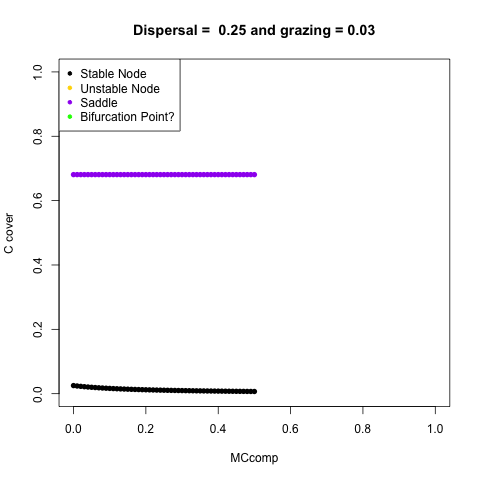 Dispersal =  0.25 and grazing = 0.03
Stable Node
Unstable Node
Saddle
Bifurcation Point?
1.0
0.8
0.6
0.4
0.2
0.0
C cover
0.0 0.2 0.4 0.6 0.8 1.0
MCcomp